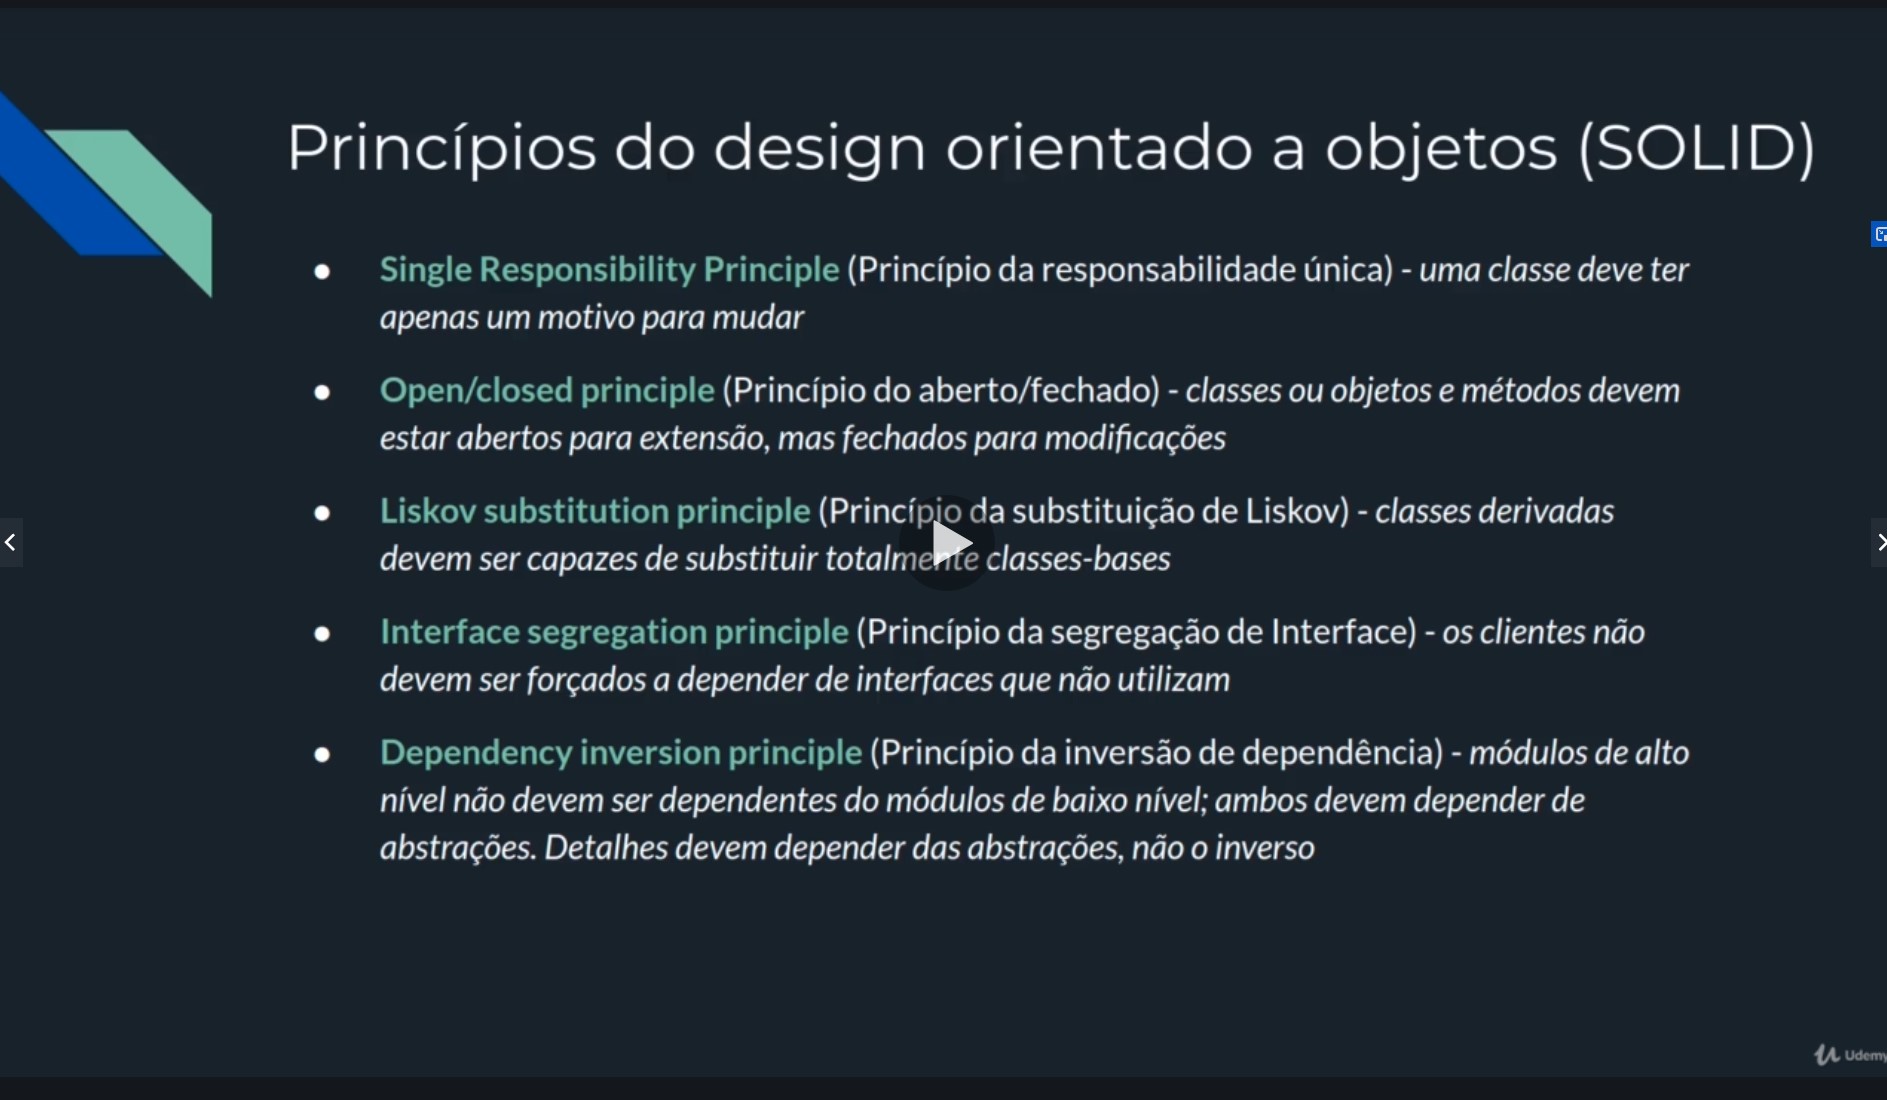 Princípios do design orientado a objetos (SOLID)
● Single Responsibility Principle (Princípio da responsabilidade única) - uma classe deve ter
apenas um motivo para mudar
● Open/closed principle (Princípio do aberto/fechado) - classes ou objetos e métodos devem
estar abertos para extensão, mas fechados para modificações
● Liskov substitution principle (Princípio da substituição de Liskov) - classes derivadas
devem ser capazes de substituir totalmente classes-bases
● Interface segregation principle (Princípio da segregação de Interface) - os clientes não
devem ser forçados a depender de interfaces que não utilizam
● Dependency inversion principle (Princípio da inversão de dependência) - módulos de alto
nível não devem ser dependentes do módulos de baixo nível; ambos devem depender de
abstrações. Detalhes devem depender das abstrações, não o inverso
Udemy